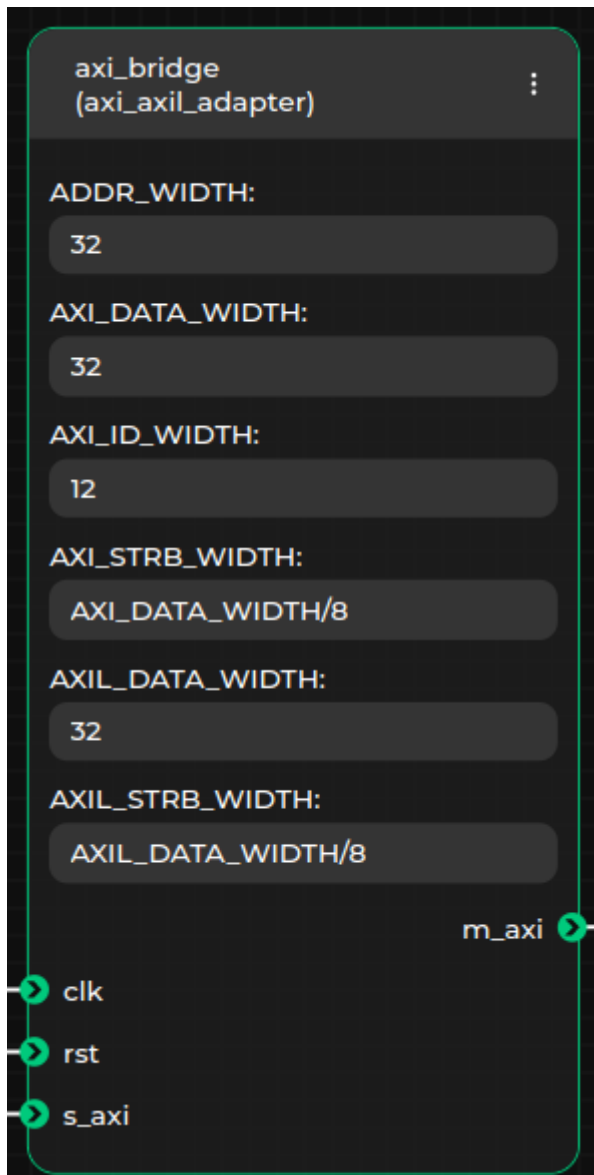 axi_bridge
(axi_axil_adapter)
ADDR_WIDTH:
32
AXI_DATA_WIDTH:
32
AXI_ID_WIDTH:
12
AXI_STRB_WIDTH:
AXI_DATA_WIDTH/8
AXIL_DATA_WIDTH:
32
AXIL_STRB_WIDTH:
AXIL_DATA_WIDTH/8
m_axi
clk
rst
s_axi